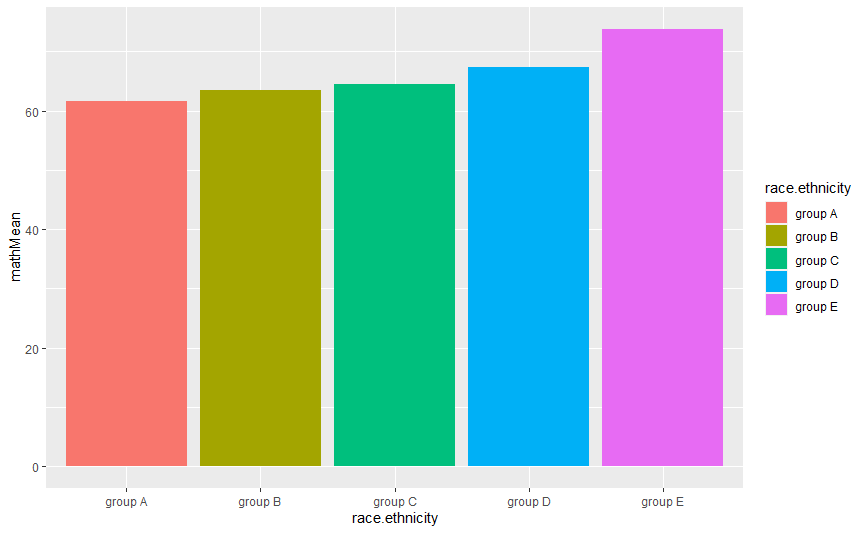 mathMean
60
40
20
0
group A group B group C group D group E
race.ethnicity
race.ethnicity
group A
group B
group C
group D
group E